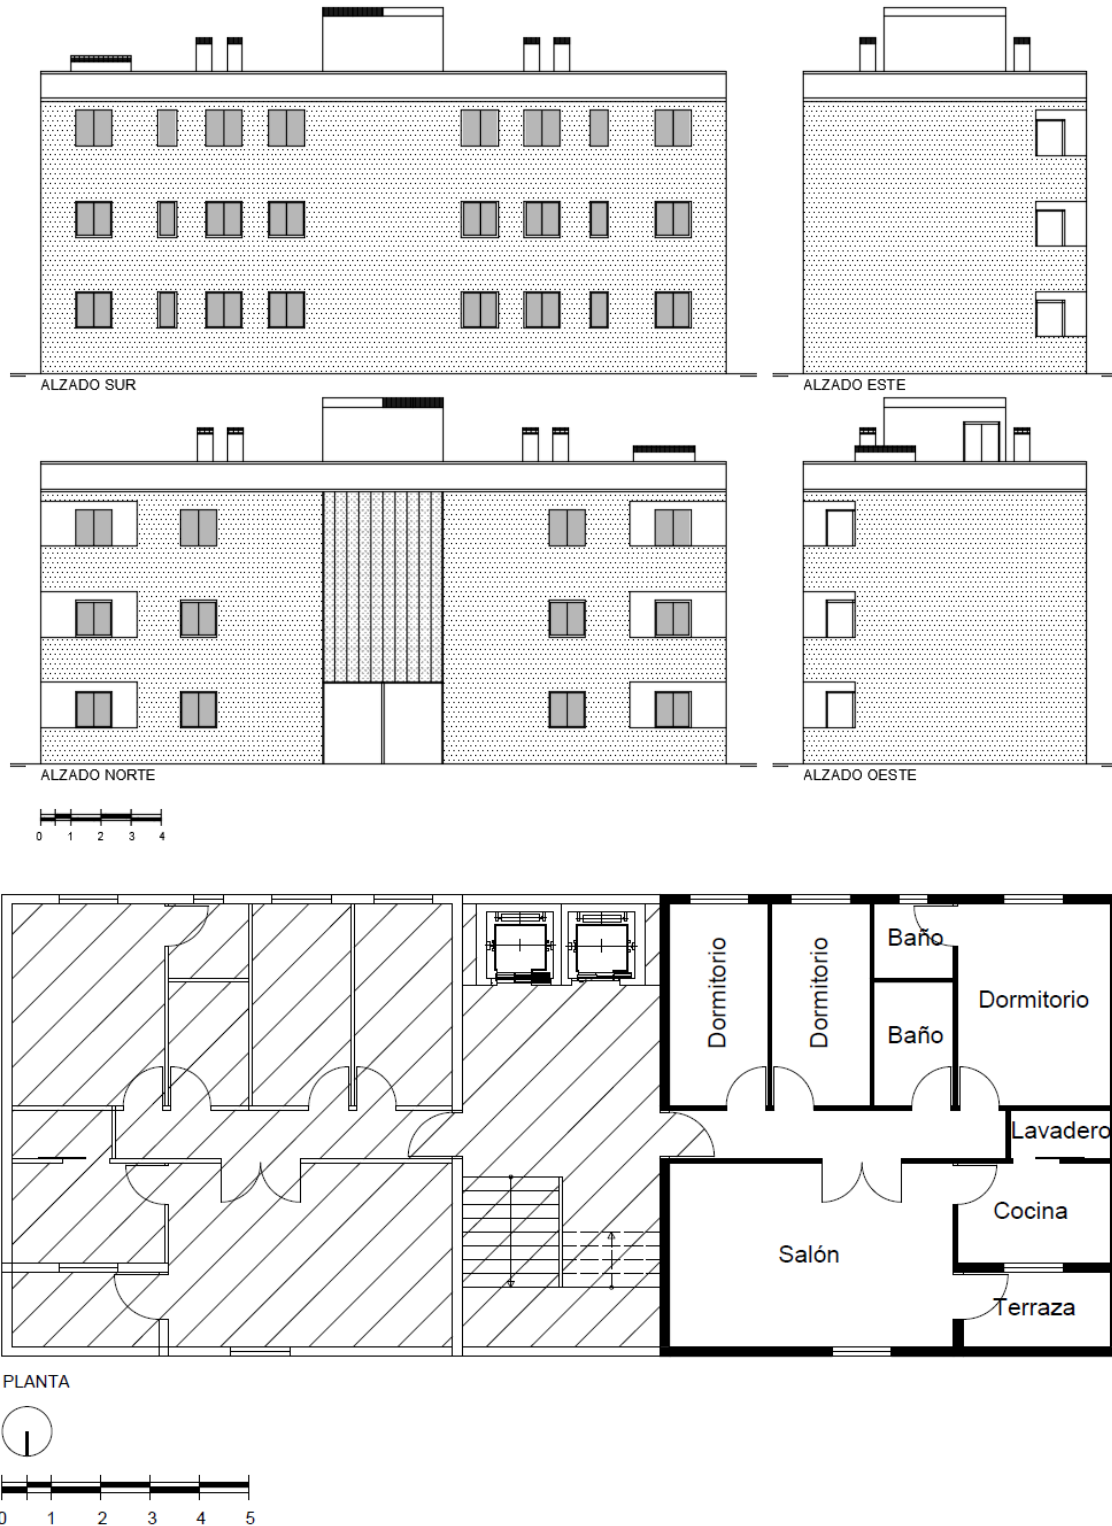 ALZADO SUR
ALZADO ESTE
ALZADO NORTE
ALZADO OESTE
0 1 2 3 4
Dormitorio
Dormitorio
Baño
Dormitorio
Baño
Lavadero
Cocina
Salón
Terraza
PLANTA
0 1 2 3 4 5